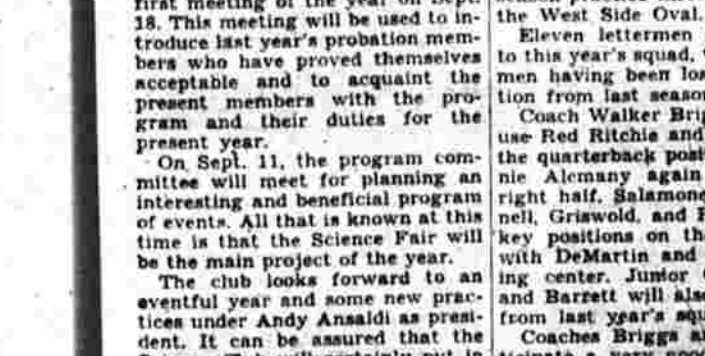 first meeting of the year on Sept.
18. This meeting will be used to in-
troduce last year's probation mem-
bers who have proved themselves
acceptable and to acquaint the
present members with the pro-
gram and their duties for the
present year.
On Sept. 11, the program com-
mittee will meet for planning an
interesting and beneficial program
of events. All that is known at this
time is that the Science Fair will
be the main project of the year.
The club looks forward to an
eventful year and some new prac-
tices under Andy Ansaldi as presi-
dent. It can be assured that the
the West Side Oval.
Eleven lettermen
to this year's squad,
men having been los
tion from last season
Coach Walker Brig
use Red Ritchie and
the quarterback posi
nie Alemany again
right half. Salamone
nell, Griswold, and
key positions on th
with DeMartin and
ing center. Junior
and Barrett will als
from last year's squ
Coaches Briggs a